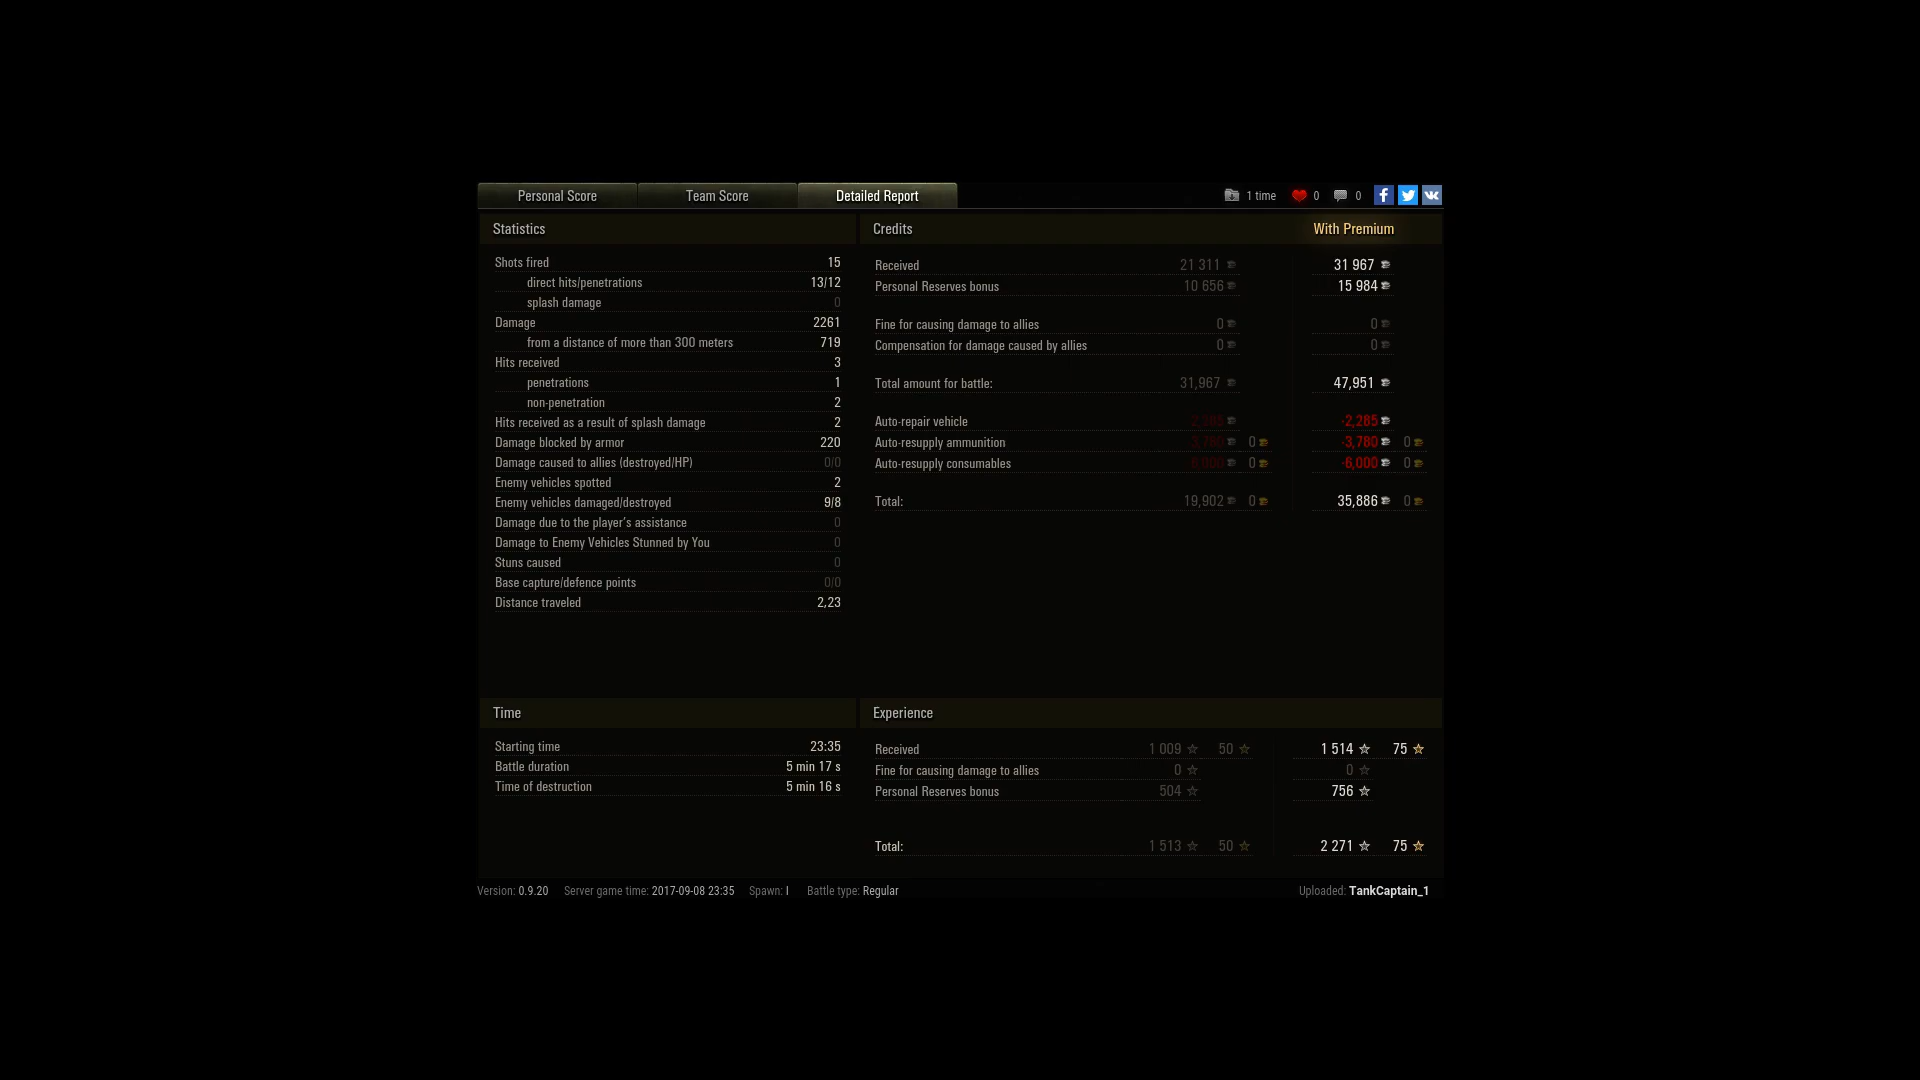 Personal Score Team Score Detailed Report 1 time 0 0
Statistics
Shots fired 15
direct hits/penetrations 13/12
splash damage 0
Damage 2261
from a distance of more than 300 meters 719
Hits received 3
penetrations 1
non-penetration 2
Hits received as a result of splash damage 2
Damage blocked by armor 220
Damage caused to allies (destroyed/HP) 0/0
Enemy vehicles spotted 2
Enemy vehicles damaged/destroyed 9/8
Damage due to the player's assistance 0
Damage to Enemy Vehicles Stunned by You 0
Stuns caused 0
Base capture/defence points 0/0
Distance traveled 2,23
Credits With Premium
Received 21 311 31 967
Personal Reserves bonus 10 656 15 984
Fine for causing damage to allies 0 0
Compensation for damage caused by allies 0 0
Total amount for battle: 31,967 47,951
Auto-repair vehicle -2,285 -2,285
Auto-resupply ammunition -3,780 0 -3,780 0
Auto-resupply consumables -6,000 0 -6,000 0
Total: 19,902 0 35,886 0
Time
Starting time 23:35
Battle duration 5 min 17 s
Time of destruction 5 min 16 s
Experience
Received 1 009 50 1 514 75
Fine for causing damage to allies 0 0
Personal Reserves bonus 504 756
Total: 1 513 50 2 271 75
Version: 0.9.20 Server game time: 2017-09-08 23:35 Spawn: I Battle type: Regular Uploaded: TankCaptain_1